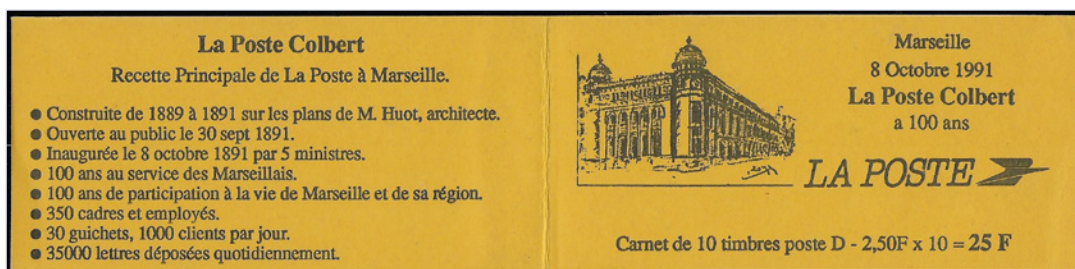 La Poste Colbert
Recette Principale de La Poste à Marseille.
● Construite de 1889 à 1891 sur les plans de M. Huot, architecte.
● Ouverte au public le 30 sept 1891.
● Inaugurée le 8 octobre 1891 par 5 ministres.
● 100 ans au service des Marseillais.
● 100 ans de participation à la vie de Marseille et de sa région.
● 350 cadres et employés.
● 30 guichets, 1000 clients par jour.
● 35000 lettres déposées quotidiennement.
Marseille
8 Octobre 1991
La Poste Colbert
a 100 ans
LA POSTE
Carnet de 10 timbres poste D - 2,50F x 10 = 25 F